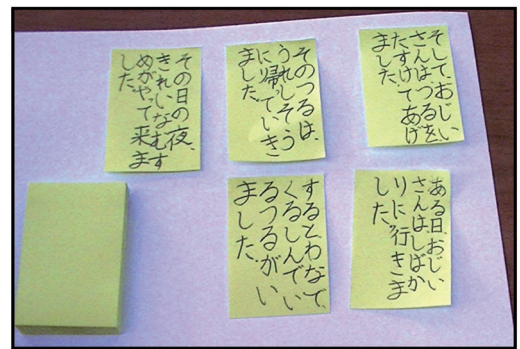 そして、おじい
さんはつるを、
たすけてあげ
ました。
そのつるは、
うれしそう
に帰っていき
ました。
その日の夜、
きれいなむす
めがやって来ま
した。
ある日、おじい
さんはしばか
りに行きま
した。
するとわなで、
くるしんでい
るつるがい
ました。